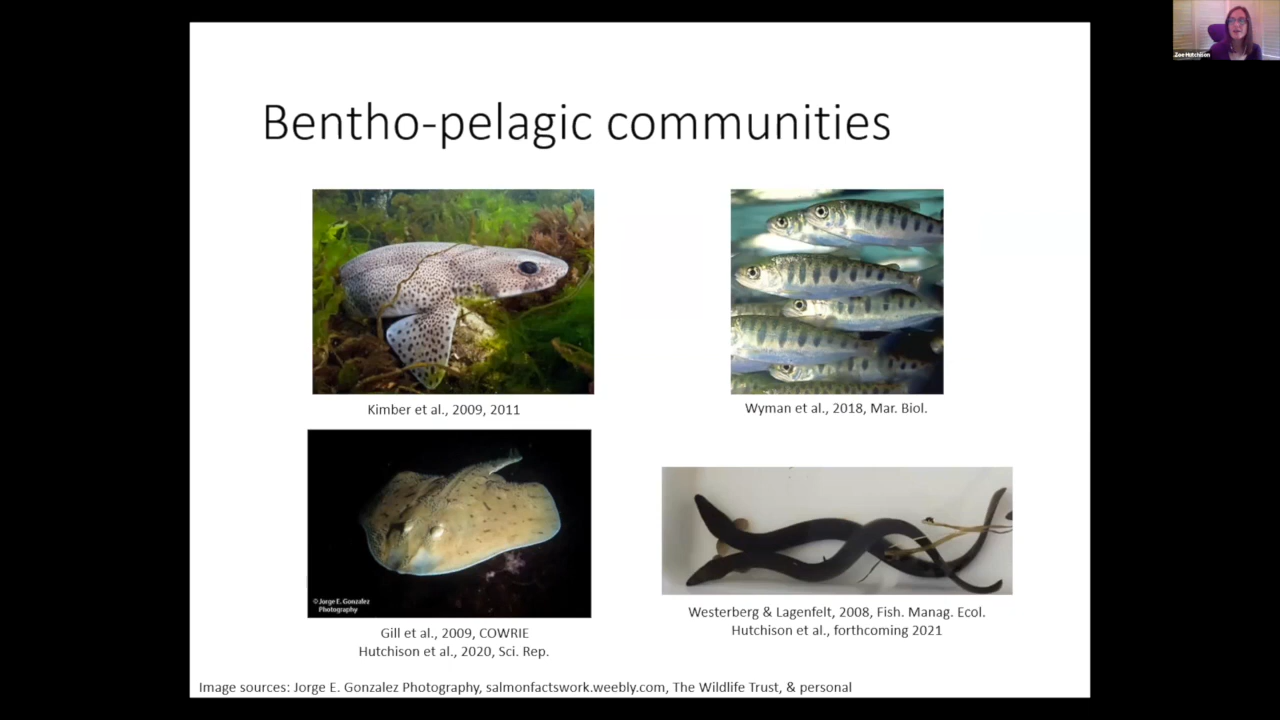 Zoe Hutchison
Bentho-pelagic communities
Kimber et al., 2009, 2011
Wyman et al., 2018, Mar. Biol.
© Jorge E. Gonzalez
Photography
Gill et al., 2009, COWRIE
Hutchison et al., 2020, Sci. Rep.
Westerberg & Lagenfelt, 2008, Fish. Manag. Ecol.
Hutchison et al., forthcoming 2021
Image sources: Jorge E. Gonzalez Photography, salmonfactswork.weebly.com, The Wildlife Trust, & personal